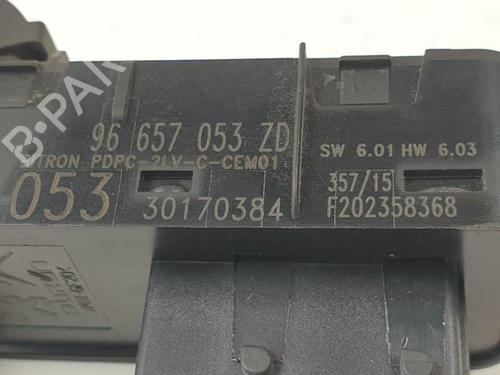 B-PAR
96 657 053 ZD
VTRON PDPC-2LV-C-CEM01
SW 6.01 HW 6.03
053
30170384
357/15
F202358368